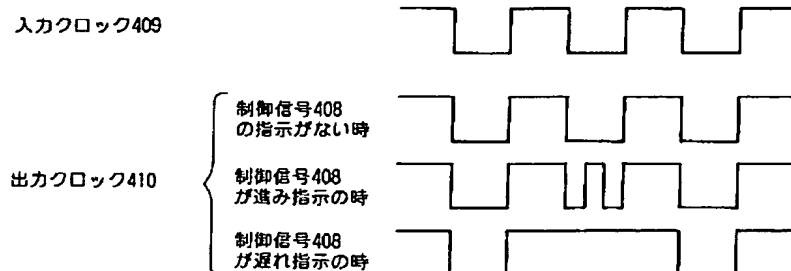 入力クロック409
出力クロック410
制御信号408
の指示がない時
制御信号408
が進み指示の時
制御信号408
が遅れ指示の時